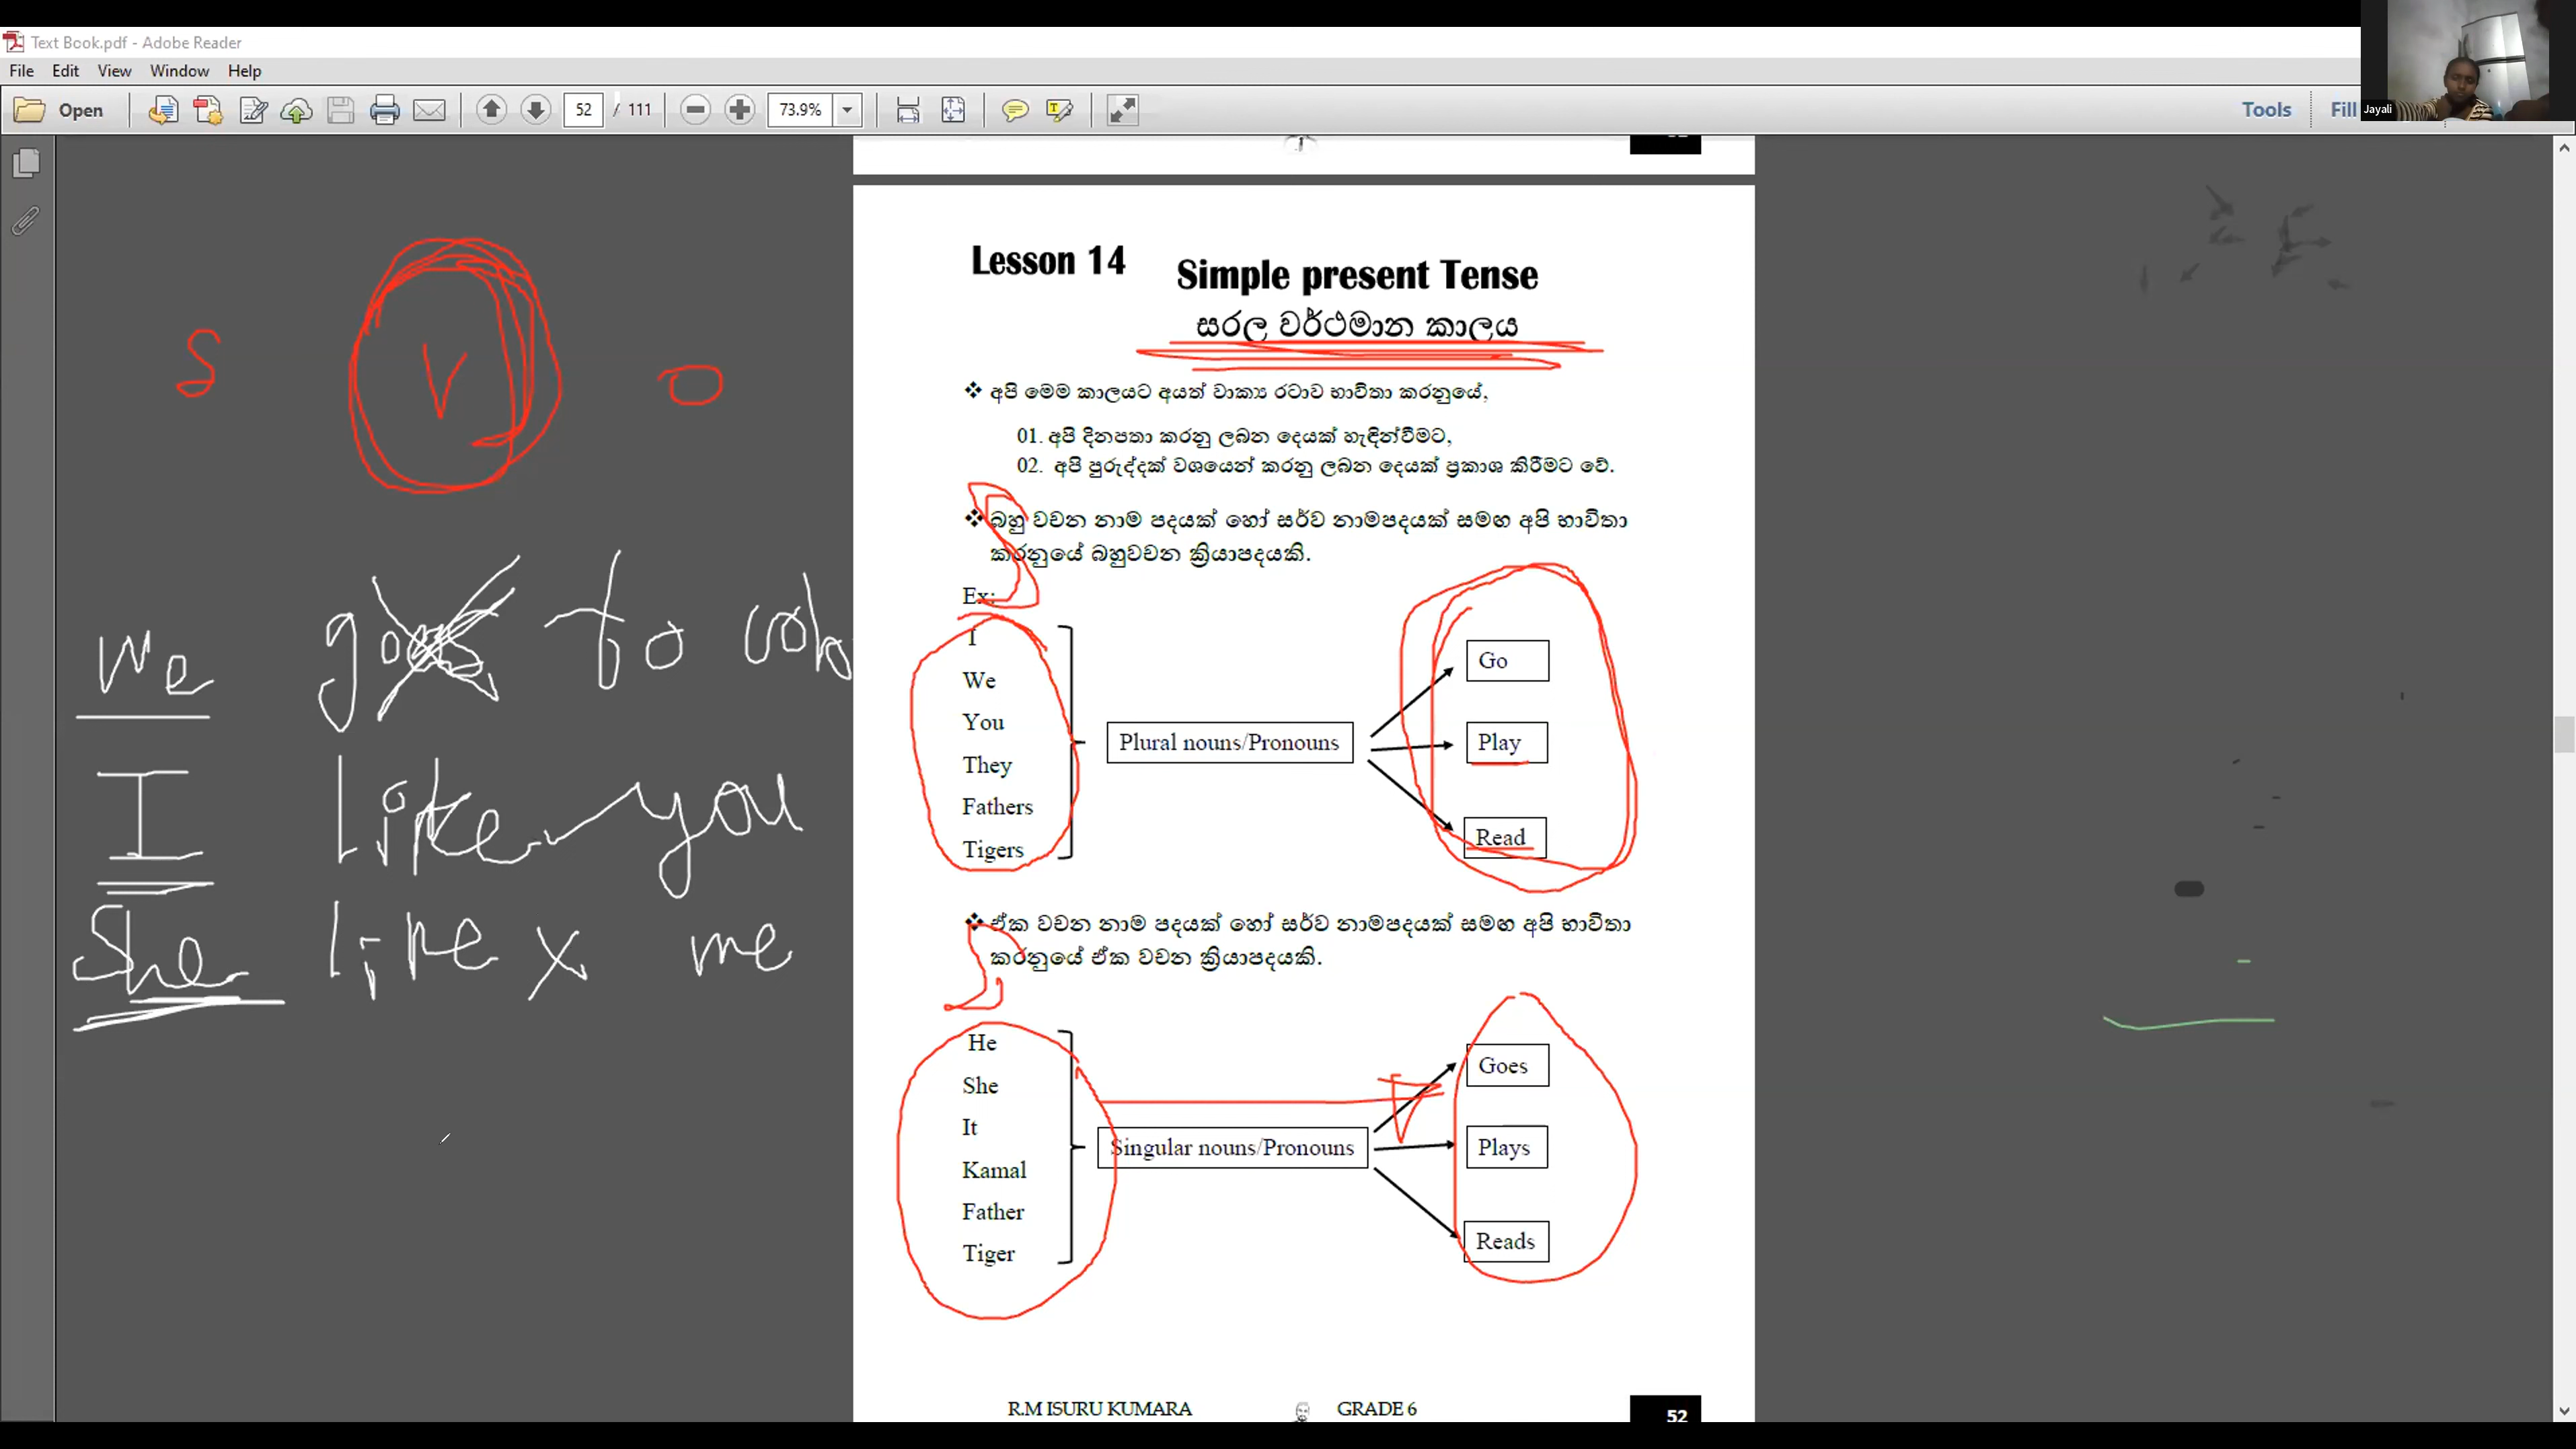 Text Book.pdf - Adobe Reader
File Edit View Window Help
Open 52 / 111 73.9% Tools Fill
Jayali
Lesson 14
Simple present Tense
සරල වර්ථමාන කාලය
❖ අපි මෙම කාලයට අයත් වාක්‍ය රටාව භාවිතා කරනුයේ,
01. අපි දිනපතා කරනු ලබන දෙයක් හැඳින්වීමට,
02. අපි පුරුද්දක් වශයෙන් කරනු ලබන දෙයක් ප්‍රකාශ කිරීමට වේ.
❖ බහු වචන නාම පදයක් හෝ සර්ව නාමපදයක් සමඟ අපි භාවිතා
කරනුයේ බහුවචන ක්‍රියාපදයකි.
Ex:
I
We
You
They
Fathers
Tigers
Plural nouns/Pronouns
Go
Play
Read
❖ ඒක වචන නාම පදයක් හෝ සර්ව නාමපදයක් සමඟ අපි භාවිතා
කරනුයේ ඒක වචන ක්‍රියාපදයකි.
He
She
It
Kamal
Father
Tiger
Singular nouns/Pronouns
Goes
Plays
Reads
R.M ISURU KUMARA GRADE 6 52
S V O
We to
I like you
She like x me